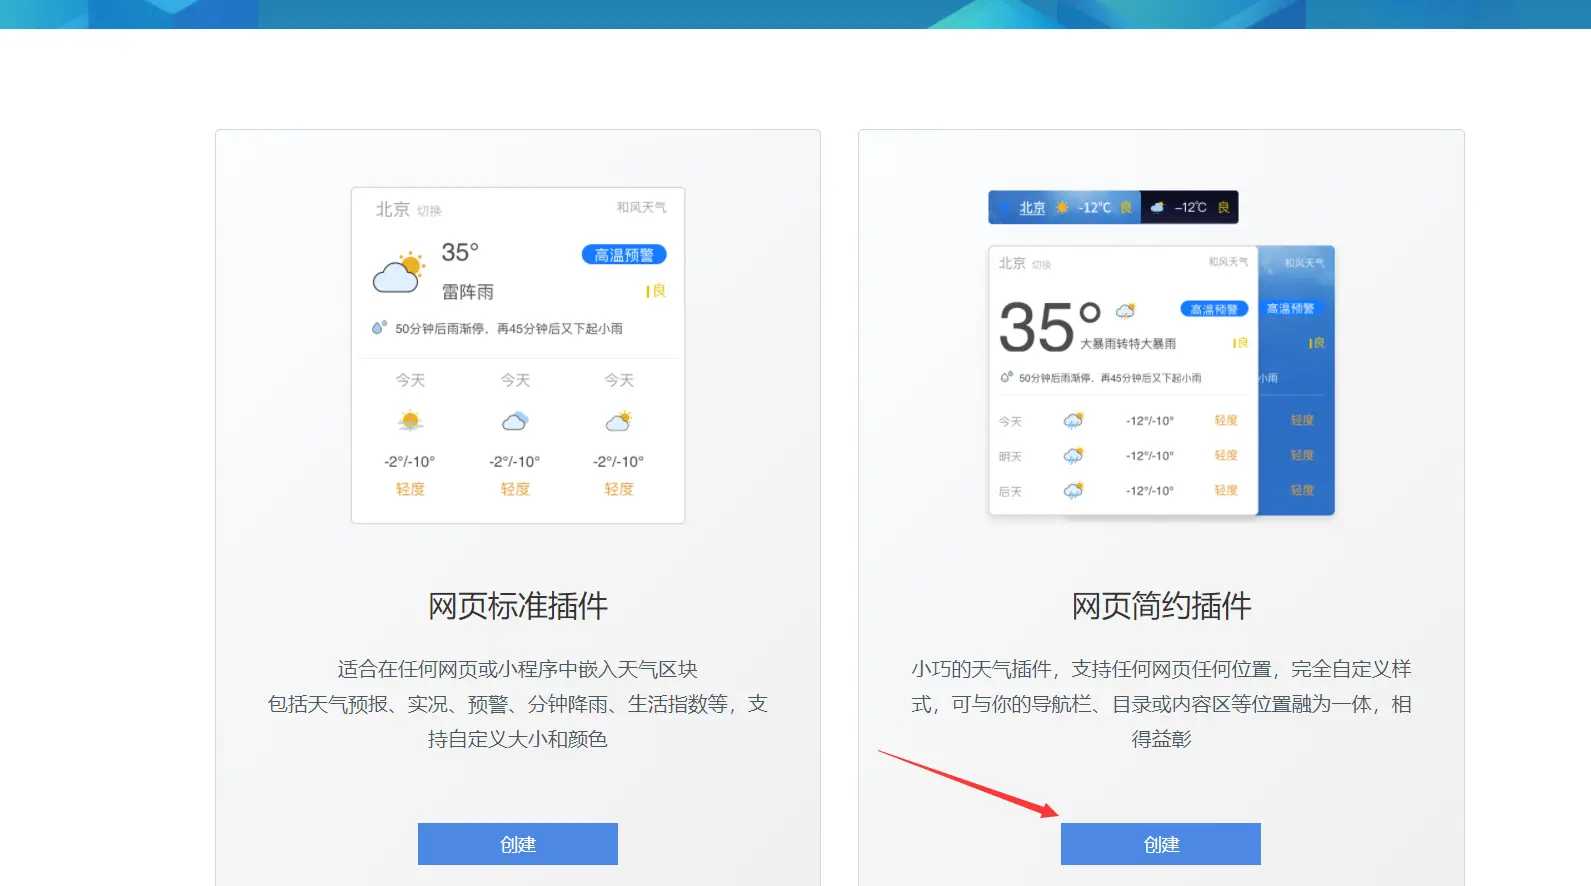 北京 切换
和风天气
35°
高温预警
雷阵雨
良
50分钟后雨渐停，再45分钟后又下起小雨
今天 今天 今天
-2°/-10° -2°/-10° -2°/-10°
轻度 轻度 轻度
网页标准插件
适合在任何网页或小程序中嵌入天气区块
包括天气预报、实况、预警、分钟降雨、生活指数等，支
持自定义大小和颜色
创建
北京 -12°C 良 -12°C 良
北京 切换
和风天气 和风天气
35°
高温预警 高温预警
大暴雨转特大暴雨
良 良
50分钟后雨渐停，再45分钟后又下起小雨 小雨
今天 -12°/-10° 轻度 轻度
明天 -12°/-10° 轻度 轻度
后天 -12°/-10° 轻度 轻度
网页简约插件
小巧的天气插件，支持任何网页任何位置，完全自定义样
式，可与你的导航栏、目录或内容区等位置融为一体，相
得益彰
创建